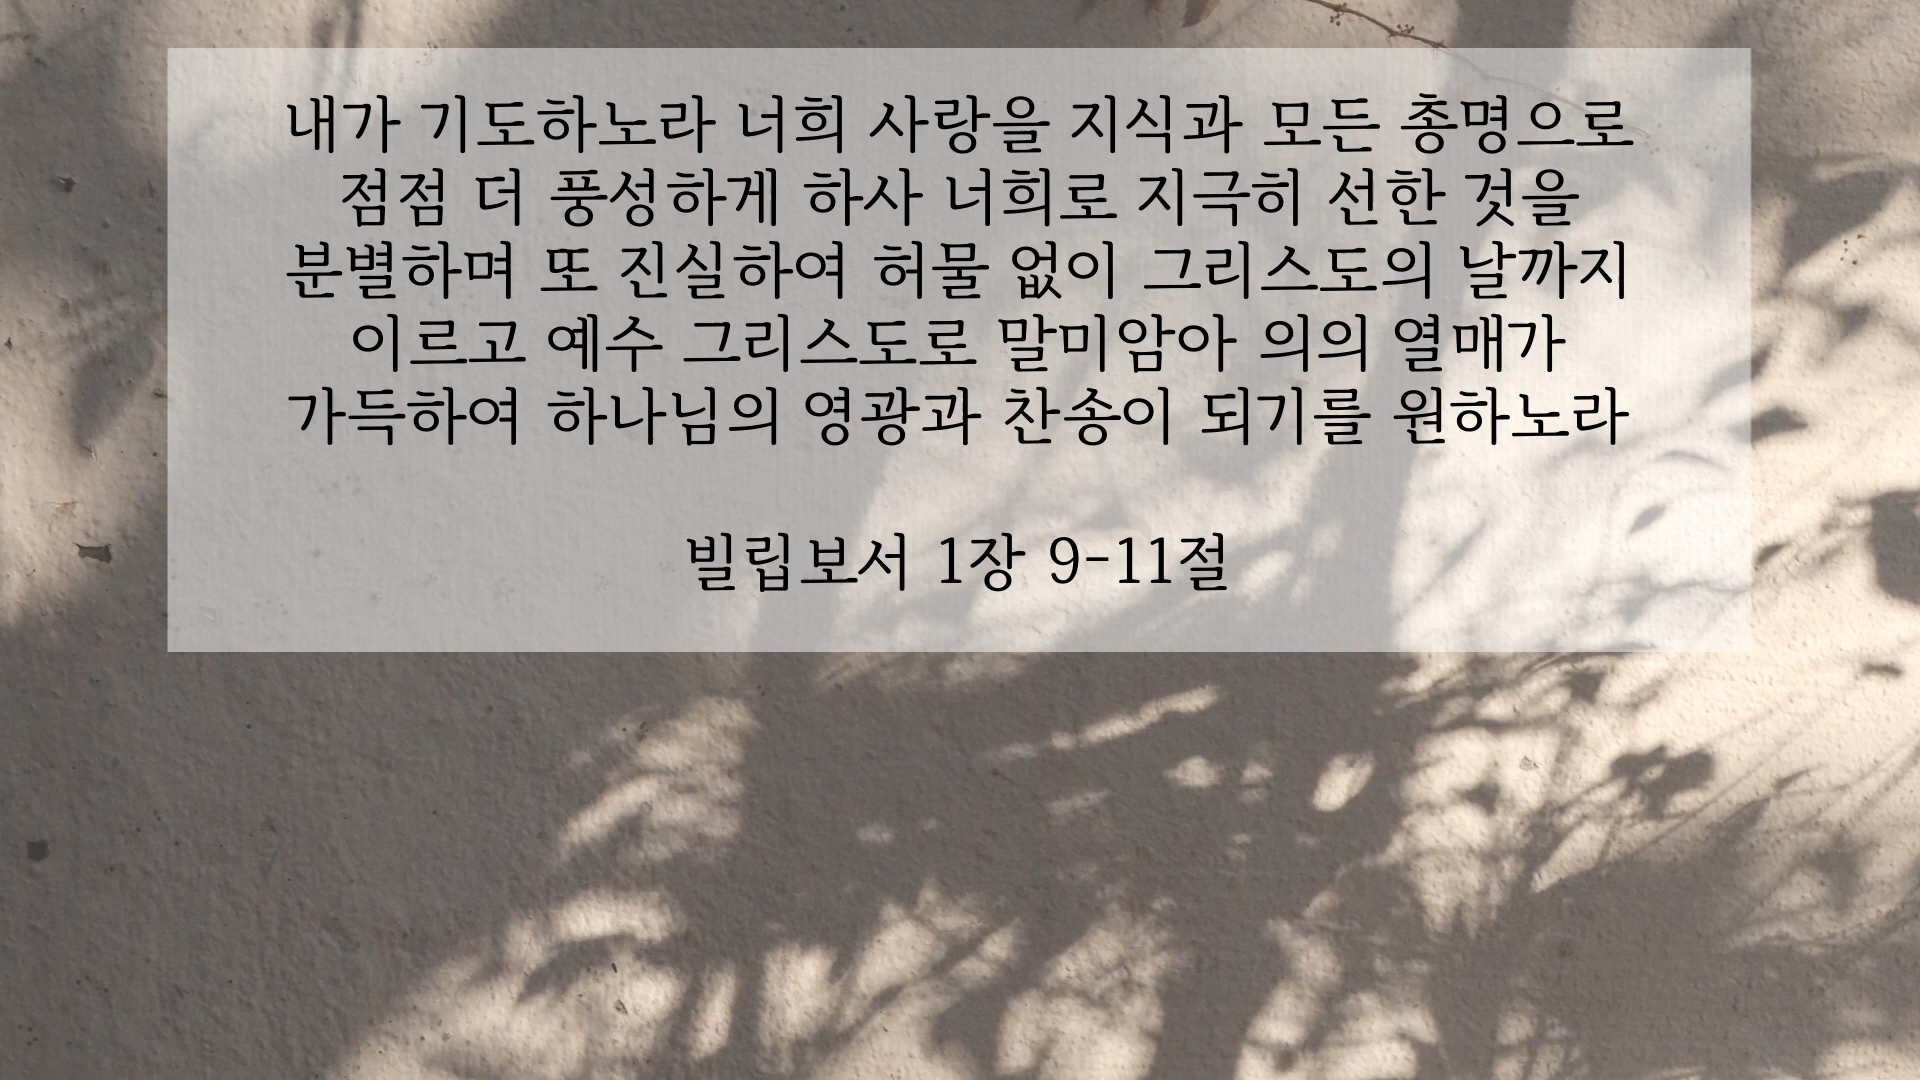 내가 기도하노라 너희 사랑을 지식과 모든 총명으로
점점 더 풍성하게 하사 너희로 지극히 선한 것을
분별하며 또 진실하여 허물 없이 그리스도의 날까지
이르고 예수 그리스도로 말미암아 의의 열매가
가득하여 하나님의 영광과 찬송이 되기를 원하노라
빌립보서 1장 9-11절